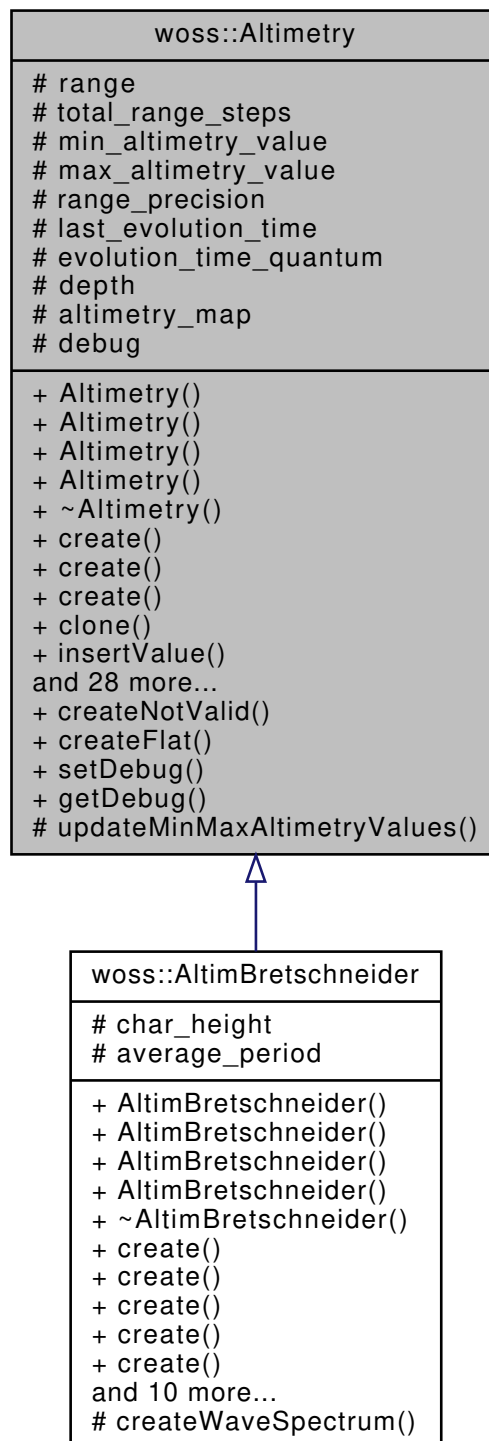 woss::Altimetry
# range
# total_range_steps
# min_altimetry_value
# max_altimetry_value
# range_precision
# last_evolution_time
# evolution_time_quantum
# depth
# altimetry_map
# debug
+ Altimetry()
+ Altimetry()
+ Altimetry()
+ Altimetry()
+ ~Altimetry()
+ create()
+ create()
+ create()
+ clone()
+ insertValue()
and 28 more...
+ createNotValid()
+ createFlat()
+ setDebug()
+ getDebug()
# updateMinMaxAltimetryValues()
woss::AltimBretschneider
# char_height
# average_period
+ AltimBretschneider()
+ AltimBretschneider()
+ AltimBretschneider()
+ AltimBretschneider()
+ ~AltimBretschneider()
+ create()
+ create()
+ create()
+ create()
+ create()
and 10 more...
# createWaveSpectrum()